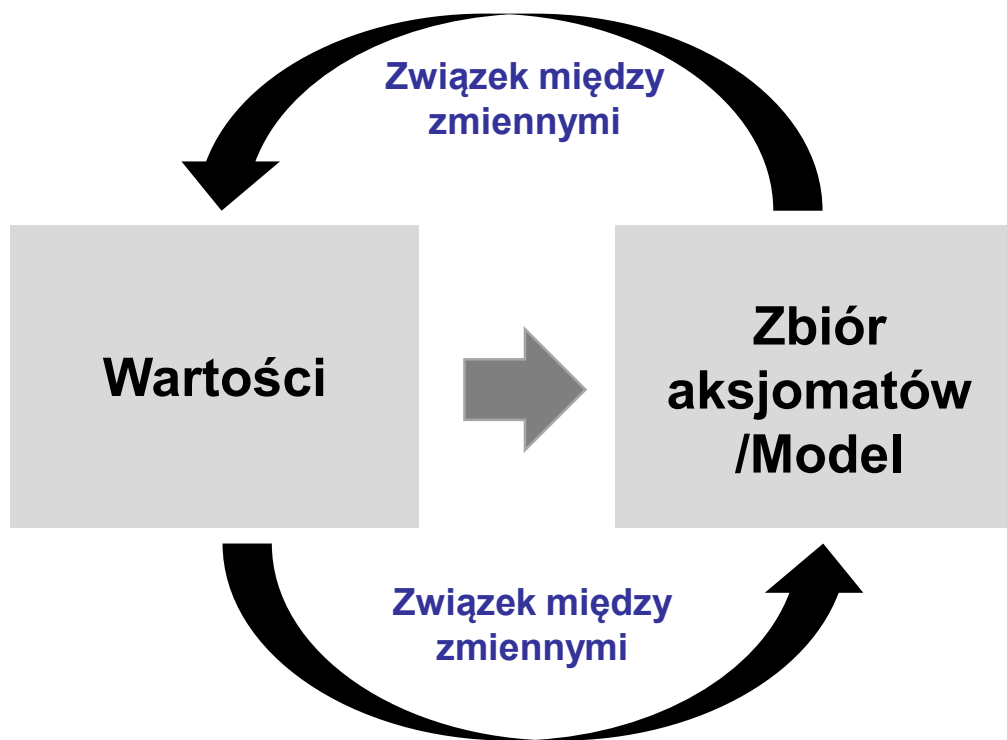 Związek między
zmiennymi
Wartości
Zbiór
aksjomatów
/Model
Związek między
zmiennymi